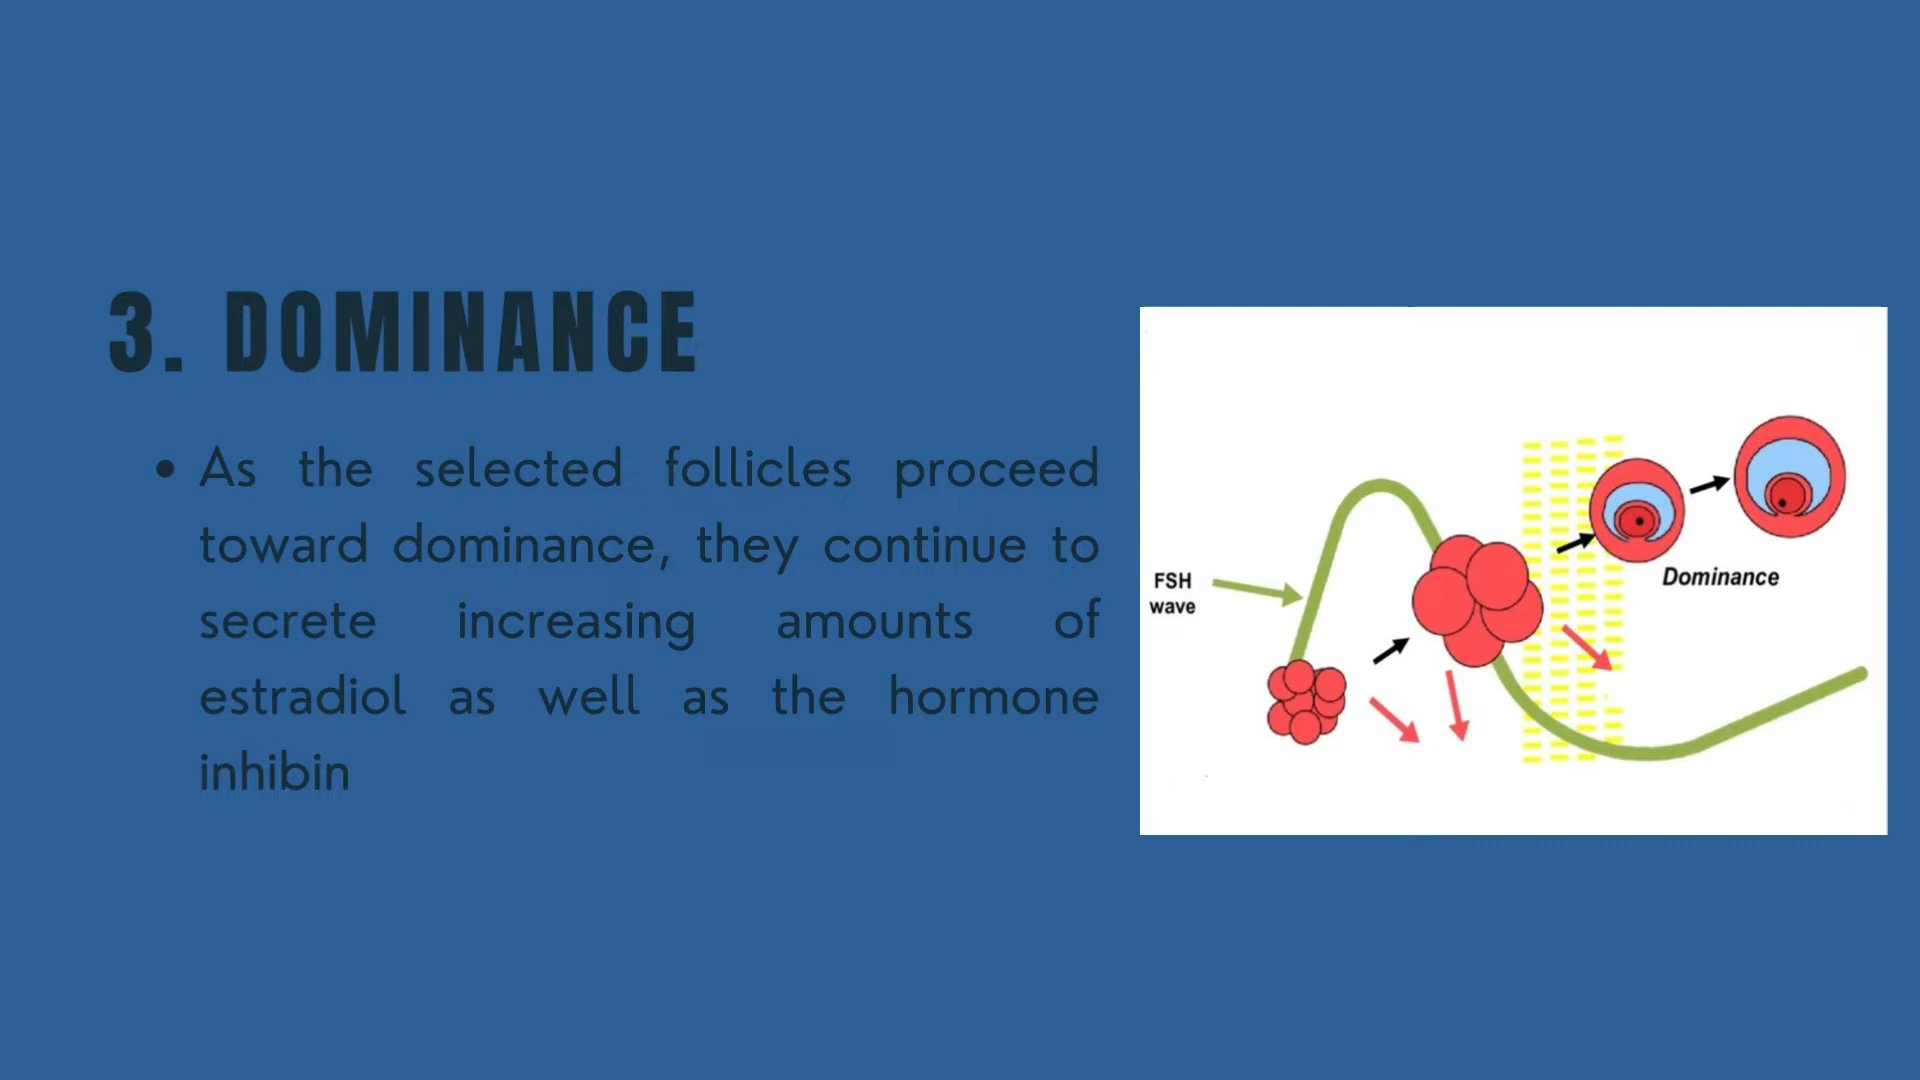 3. DOMINANCE
• As the selected follicles proceed
toward dominance, they continue to
secrete increasing amounts of
estradiol as well as the hormone
inhibin
FSH
wave
Dominance